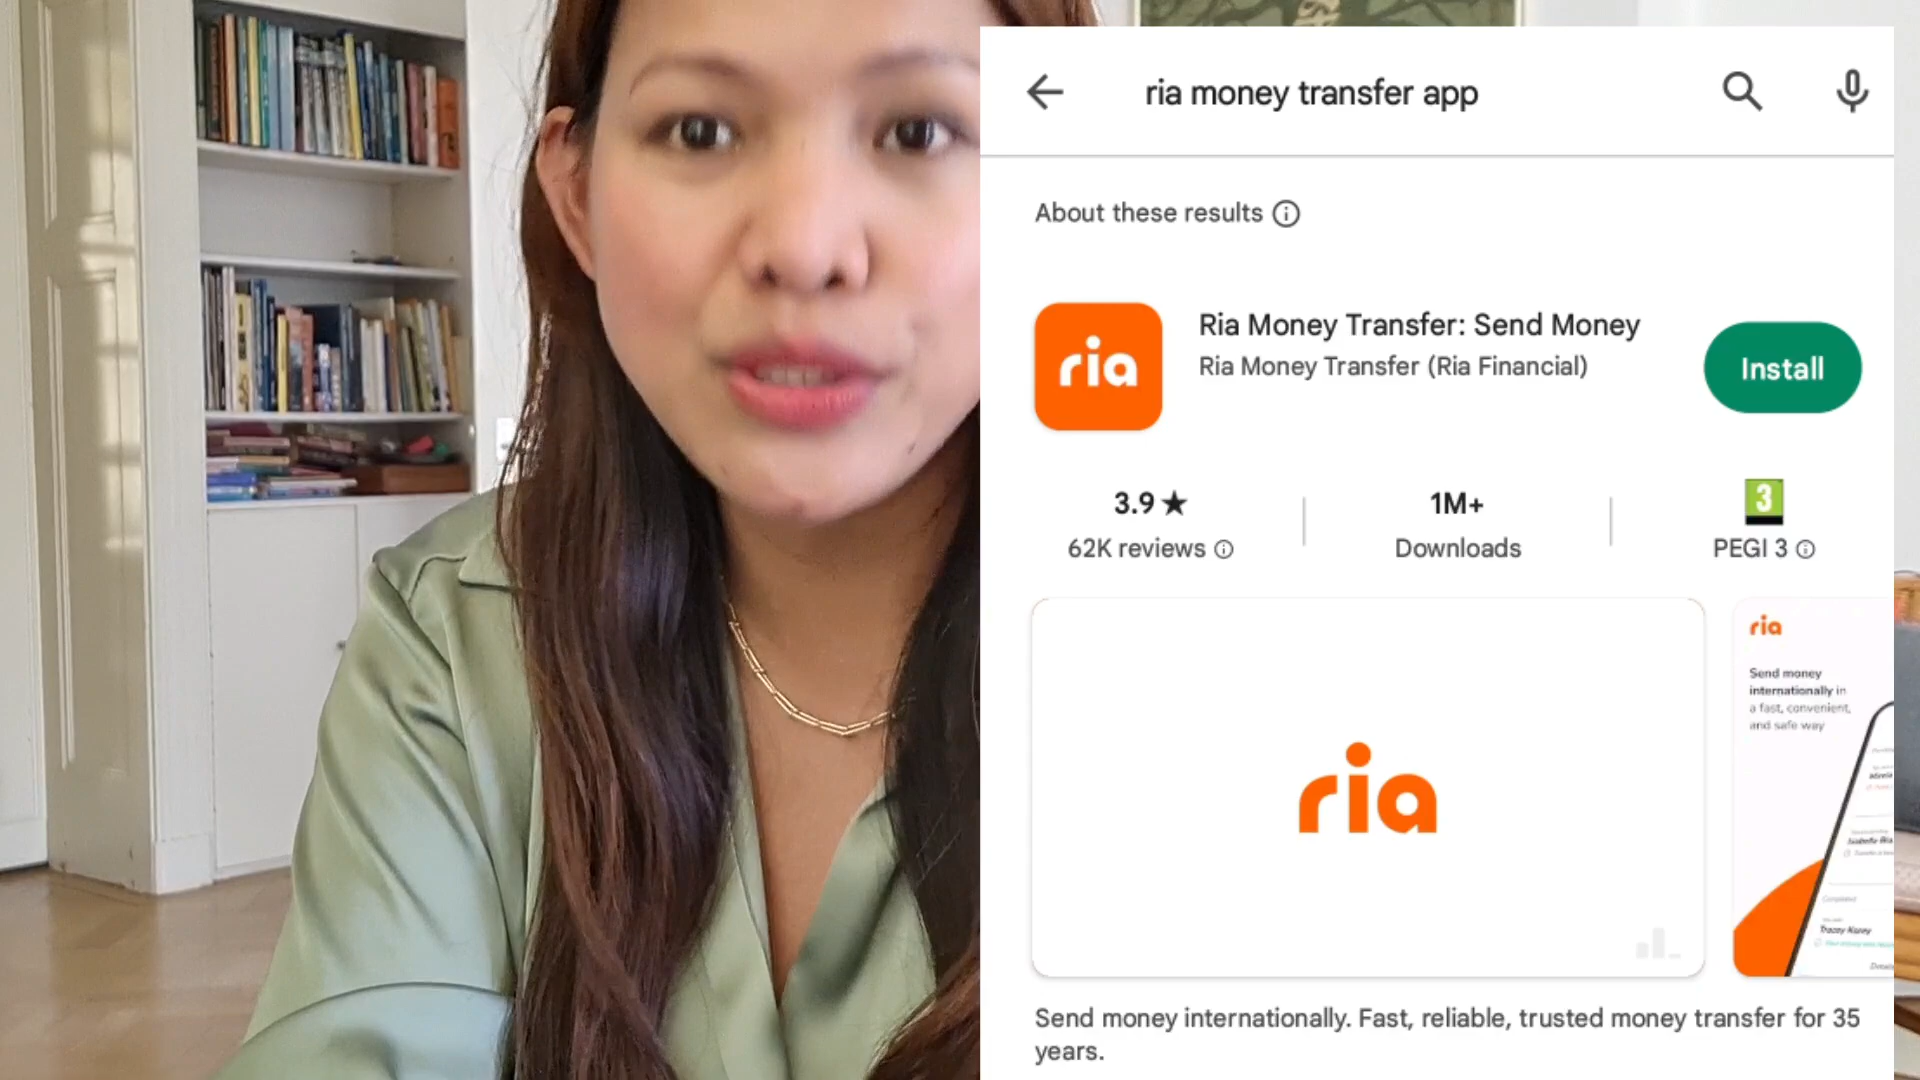 ria money transfer app
About these results
ria
Ria Money Transfer: Send Money
Ria Money Transfer (Ria Financial)
Install
3.9★
62K reviews
1M+
Downloads
3
PEGI 3
ria
ria
Send money
internationally in
a fast, convenient,
and safe way
Tracey Kasey
Send money internationally. Fast, reliable, trusted money transfer for 35
years.